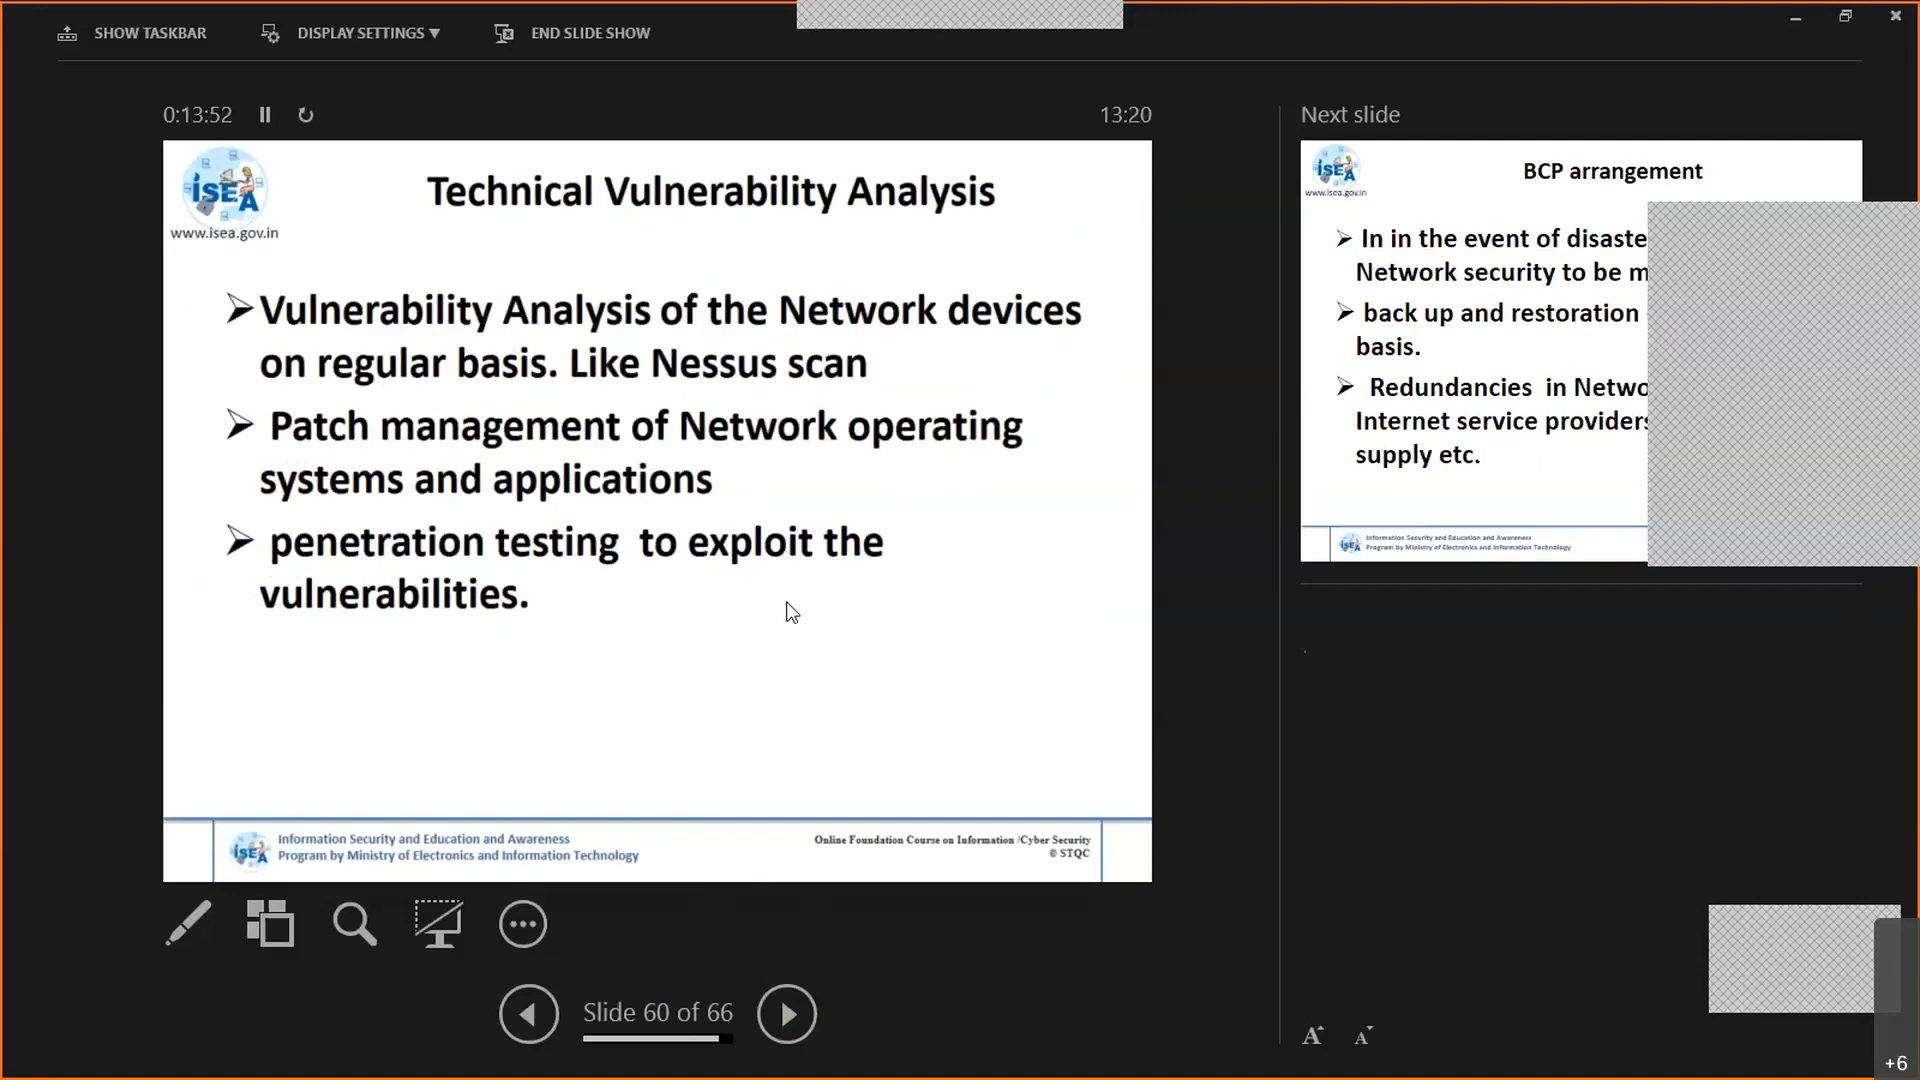 SHOW TASKBAR
DISPLAY SETTINGS ▼
END SLIDE SHOW
0:13:52
13:20
Next slide
iSEA
www.isea.gov.in
Technical Vulnerability Analysis
➢Vulnerability Analysis of the Network devices
on regular basis. Like Nessus scan
➢ Patch management of Network operating
systems and applications
➢ penetration testing to exploit the
vulnerabilities.
iSEA
Information Security and Education and Awareness
Program by Ministry of Electronics and Information Technology
Online Foundation Course on Information /Cyber Security
© STQC
iSEA
www.isea.gov.in
BCP arrangement
➢ In in the event of
Network security to be
➢ back up and restoration
basis.
➢ Redundancies in
Internet service
supply etc.
iSEA
Information Security and Education and Awareness
Program by Ministry of Electronics and Information Technology
Slide 60 of 66
A A
+6